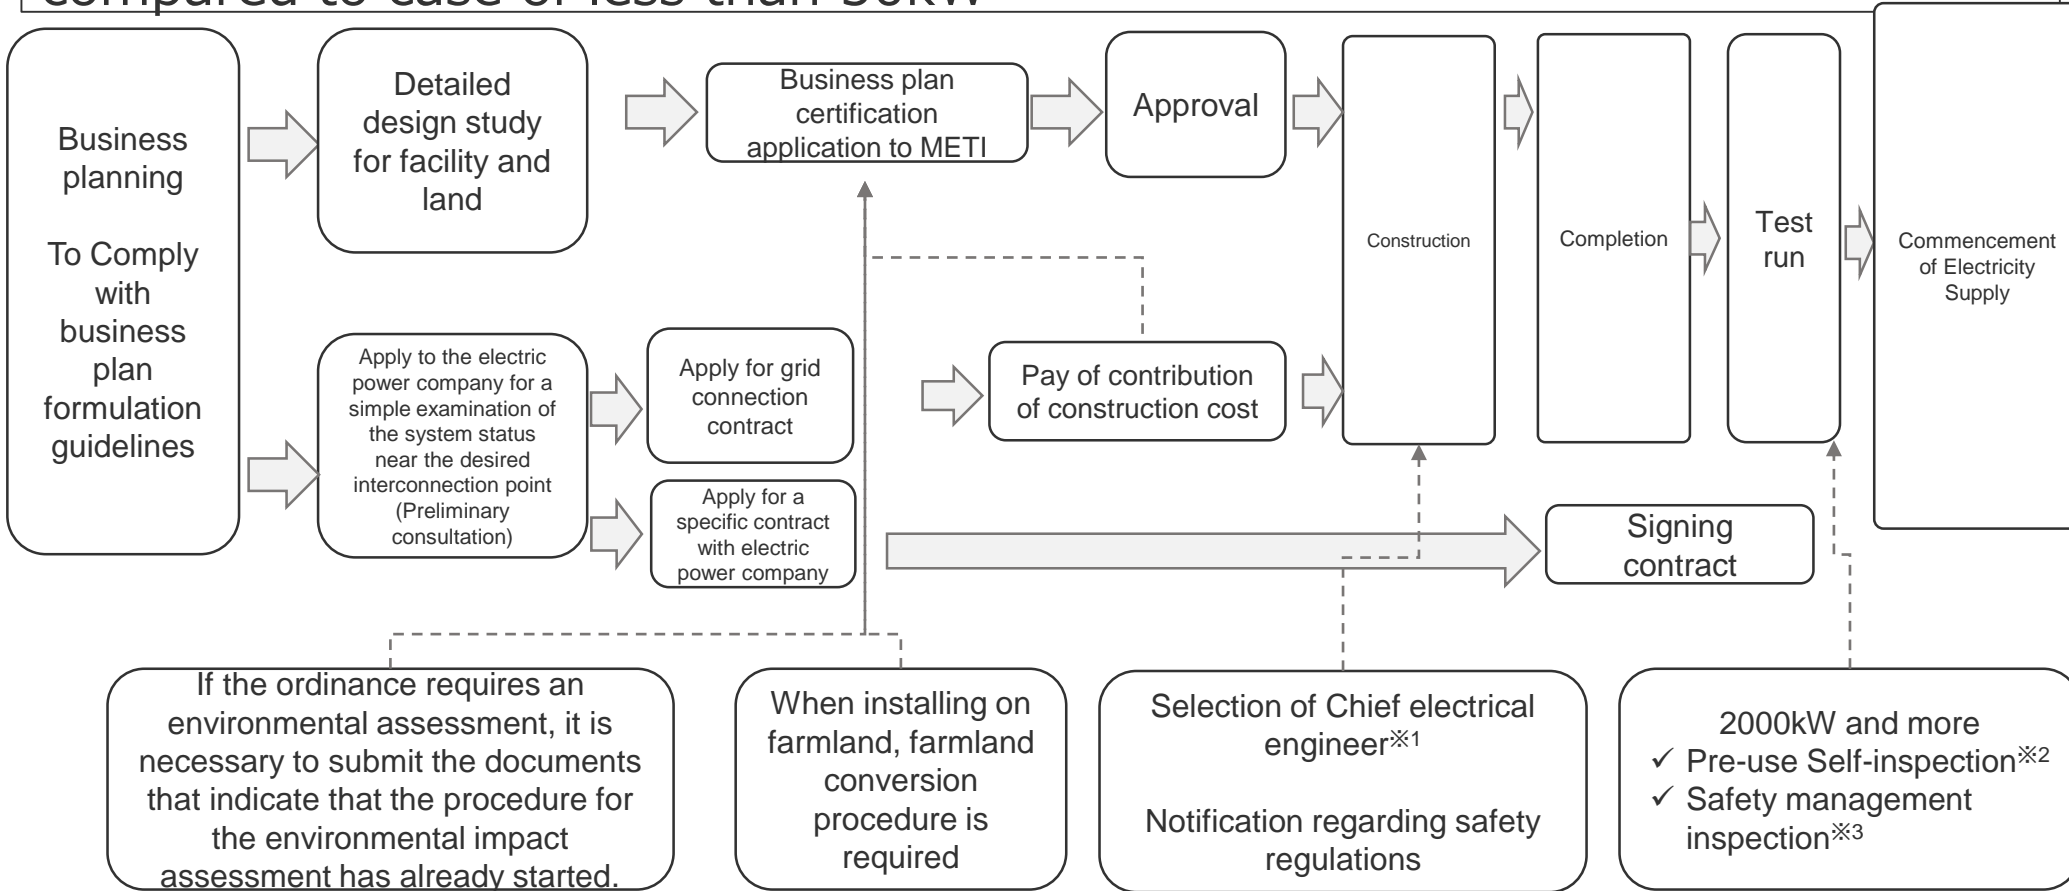 compared to case of less than 50kW
Business
planning
To Comply
with
business
plan
formulation
guidelines
Detailed
design study
for facility and
land
Business plan
certification
application to METI
Approval
Construction
Completion
Test
run
Commencement
of Electricity
Supply
Apply to the electric
power company for a
simple examination of
the system status
near the desired
interconnection point
(Preliminary
consultation)
Apply for grid
connection
contract
Apply for a
specific contract
with electric
power company
Pay of contribution
of construction cost
Signing
contract
If the ordinance requires an
environmental assessment, it is
necessary to submit the documents
that indicate that the procedure for
the environmental impact
assessment has already started.
When installing on
farmland, farmland
conversion
procedure is
required
Selection of Chief electrical
engineer※1
Notification regarding safety
regulations
2000kW and more
✓ Pre-use Self-inspection※2
✓ Safety management
inspection※3